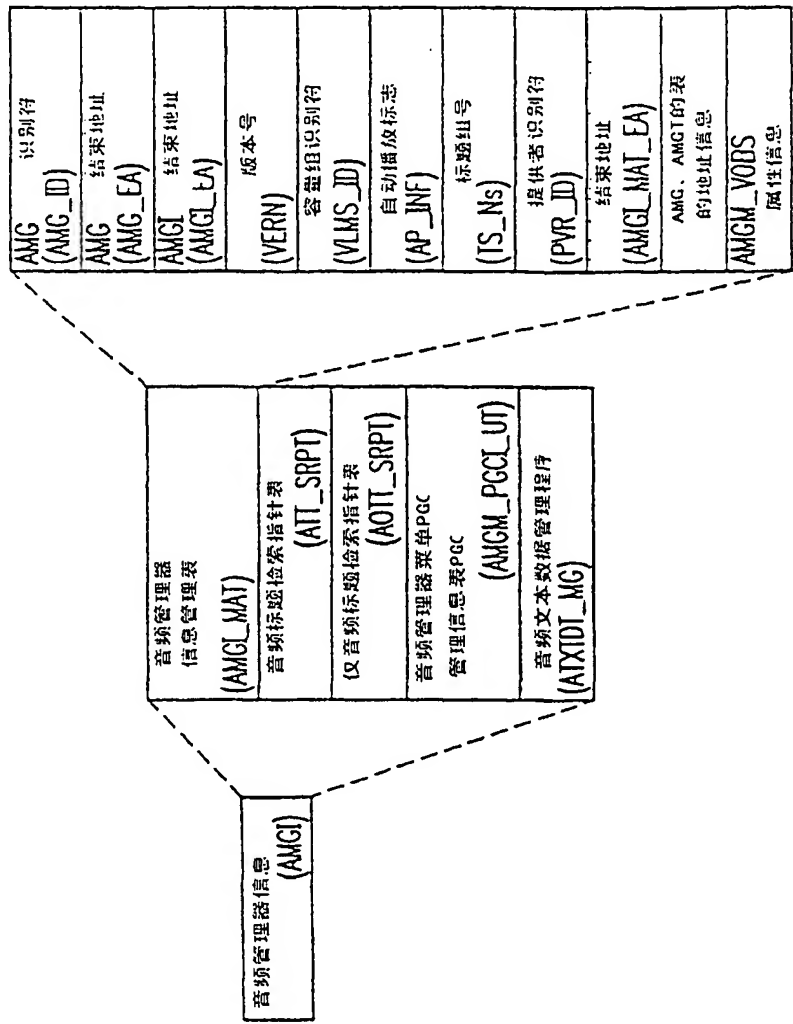 音频管理器信息
(AMGI)
音频管理器
信息管理表
(AMGI_MAT)
音频标题检索指针表
(ATT_SRPT)
仅音频标题检索指针表
(AOTT_SRPT)
音频管理器菜单PGC
管理信息表PGC
(AMGM_PGCI_UT)
音频文本数据管理程序
(ATXTDT_MG)
AMG 识别符
(AMG_ID)
AMG 结束地址
(AMG_EA)
AMGI 结束地址
(AMGI_EA)
版本号
(VERN)
容量组识别符
(VLMS_ID)
自动播放标志
(AP_INF)
标题组号
(TS_Ns)
提供者识别符
(PVR_ID)
结束地址
(AMGI_MAT_EA)
AMG、AMGT的表
的地址信息
AMGM_VOBS
属性信息